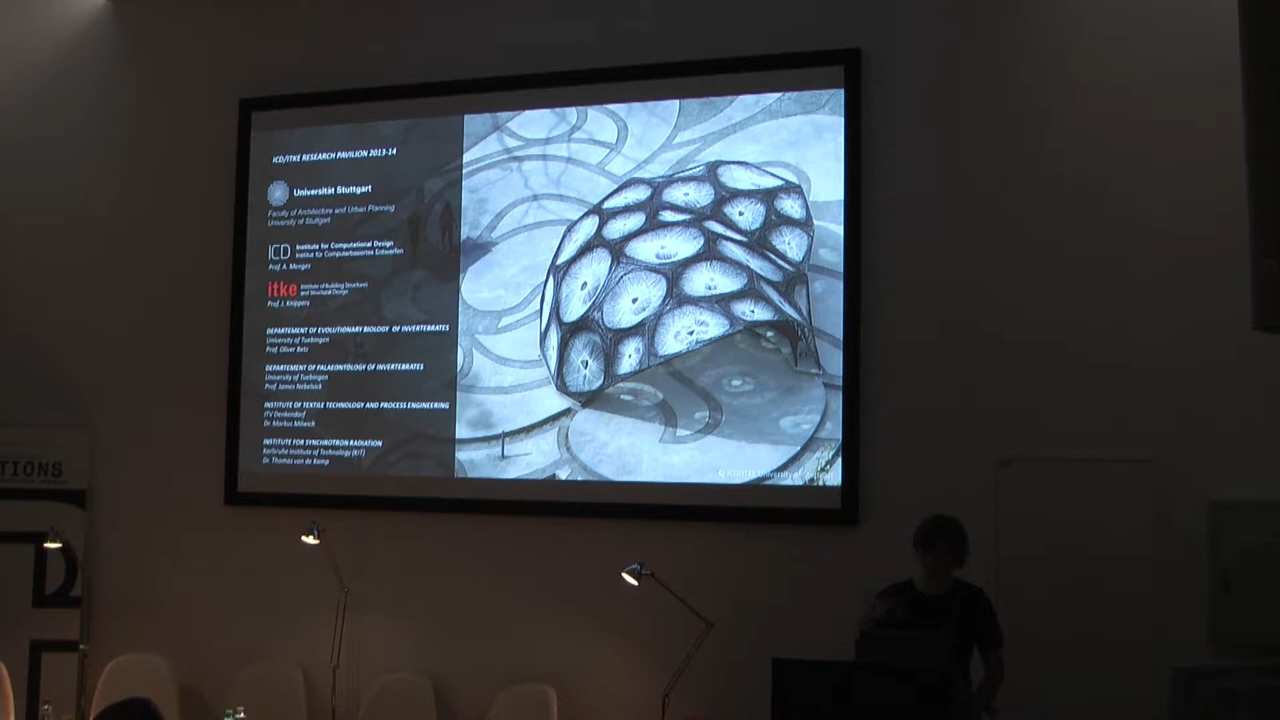 ICD/ITKE RESEARCH PAVILION 2013-14
Universität Stuttgart
Faculty of Architecture and Urban Planning
University of Stuttgart
ICD
Institute for Computational Design
Institut für Computerbasiertes Entwerfen
Prof. A. Menges
itke
Institute of Building Structures
and Structural Design
Prof. J. Knippers
DEPARTEMENT OF EVOLUTIONARY BIOLOGY OF INVERTEBRATES
University of Tuebingen
Prof. Oliver Betz
DEPARTEMENT OF PALAEONTOLOGY OF INVERTEBRATES
University of Tuebingen
Prof. James Nebelsick
INSTITUTE OF TEXTILE TECHNOLOGY AND PROCESS ENGINEERING
ITV Denkendorf
Dr. Markus Milwich
INSTITUTE FOR SYNCHROTRON RADIATION
Karlsruhe Institute of Technology (KIT)
Dr. Thomas van de Kamp
© ICD/ITKE University of
TIONS